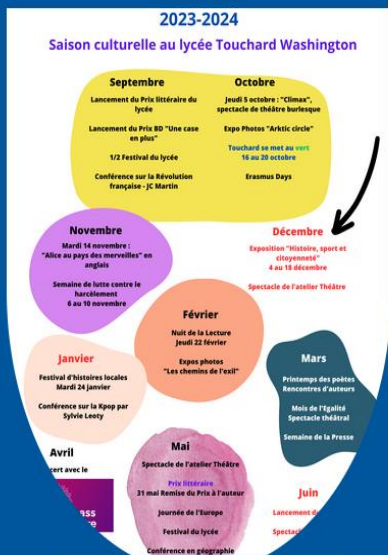 2023-2024
Saison culturelle au lycée Touchard Washington
Septembre
Lancement du Prix littéraire du
lycée
Lancement du Prix BD "Une case
en plus"
1/2 Festival du lycée
Conférence sur la Révolution
française - JC Martin
Octobre
Jeudi 5 octobre : "Climax",
spectacle de théâtre burlesque
Expo Photos "Arktic circle"
Touchard se met au vert
16 au 20 octobre
Erasmus Days
Novembre
Mardi 14 novembre :
"Alice au pays des merveilles" en
anglais
Semaine de lutte contre le
harcèlement
6 au 10 novembre
Décembre
Exposition "Histoire, sport et
citoyenneté"
4 au 18 décembre
Spectacle de l'atelier Théâtre
Février
Nuit de la Lecture
Jeudi 22 février
Expos photos
"Les chemins de l'exil"
Janvier
Festival d'histoires locales
Mardi 24 janvier
Conférence sur la Kpop par
Sylvie Leoty
Mars
Printemps des poètes
Rencontres d'auteurs
Mois de l'Egalité
Spectacle théâtral
Semaine de la Presse
Avril
cert avec le
Mai
Spectacle de l'atelier Théâtre
Prix littéraire
31 mai Remise du Prix à l'auteur
Journée de l'Europe
Festival du lycée
Conférence en géographie
Juin
Lancement du